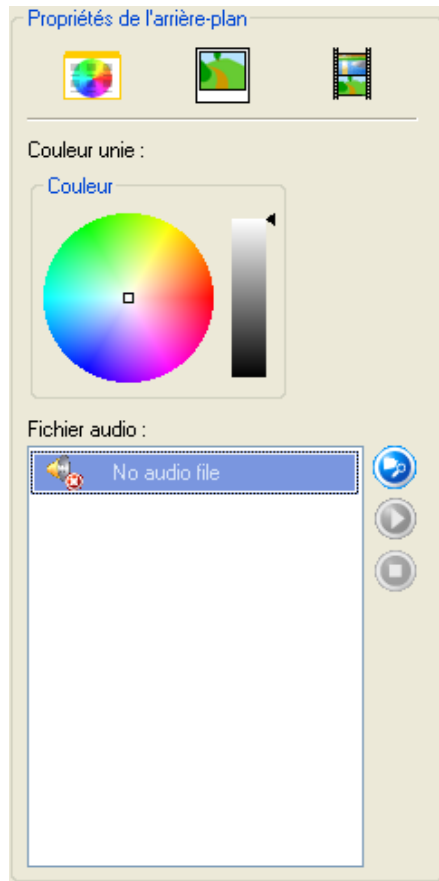 Propriétés de l'arrière-plan
Couleur unie :
Couleur
Fichier audio :
No audio file